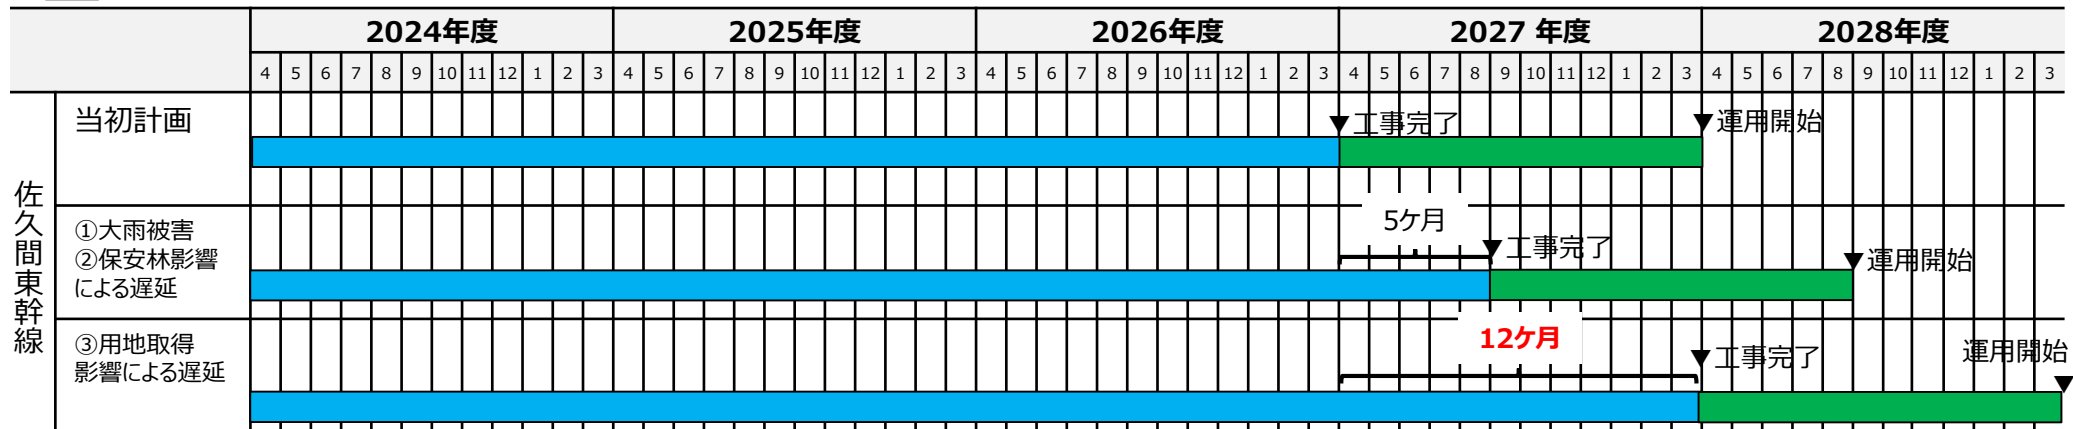 2024年度 2025年度 2026年度 2027 年度 2028年度
4 5 6 7 8 9 10 11 12 1 2 3 4 5 6 7 8 9 10 11 12 1 2 3 4 5 6 7 8 9 10 11 12 1 2 3 4 5 6 7 8 9 10 11 12 1 2 3 4 5 6 7 8 9 10 11 12 1 2 3
佐久間東幹線
当初計画
▼工事完了
▼運用開始
①大雨被害
②保安林影響
による遅延
5ケ月
▼工事完了
▼運用開始
③用地取得
影響による遅延
12ケ月
▼工事完了
運用開始
▼